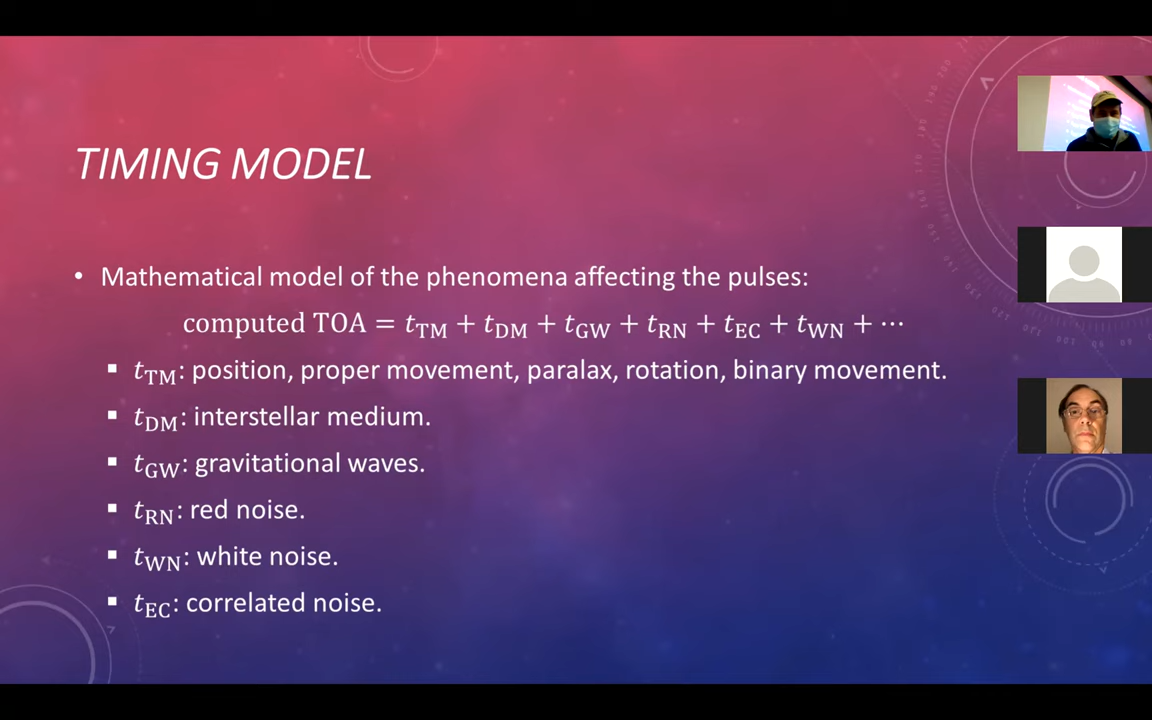 TIMING MODEL
• Mathematical model of the phenomena affecting the pulses:
computed TOA = t_TM + t_DM + t_GW + t_RN + t_EC + t_WN + ⋯
▪ t_TM: position, proper movement, paralax, rotation, binary movement.
▪ t_DM: interstellar medium.
▪ t_GW: gravitational waves.
▪ t_RN: red noise.
▪ t_WN: white noise.
▪ t_EC: correlated noise.